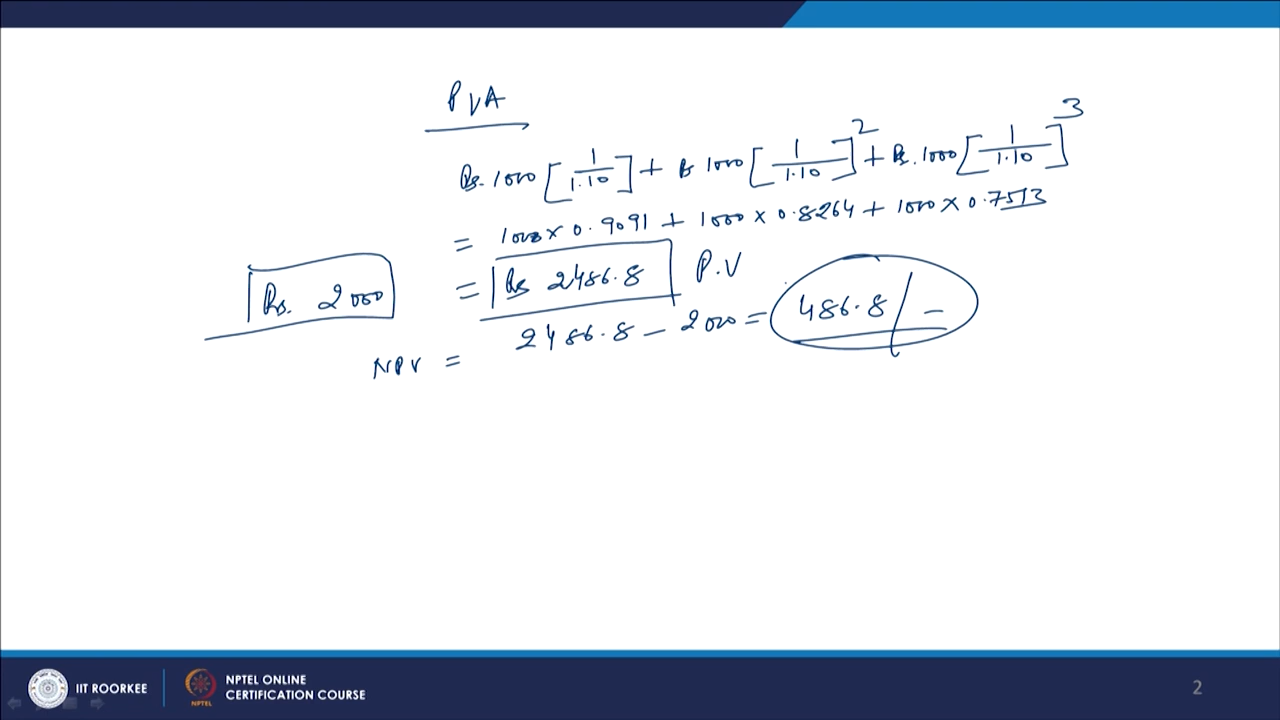 PVA
Rs. 1000 [1/1.10] + Rs 1000 [1/1.10]^2 + Rs. 1000 [1/1.10]^3
= 1000 × 0.9091 + 1000 × 0.8264 + 1000 × 0.7513
= Rs 2486.8 P.V
Rs. 2000
NPV = 2486.8 - 2000 = 486.8/-
IIT ROORKEE
NPTEL
NPTEL ONLINE
CERTIFICATION COURSE
2